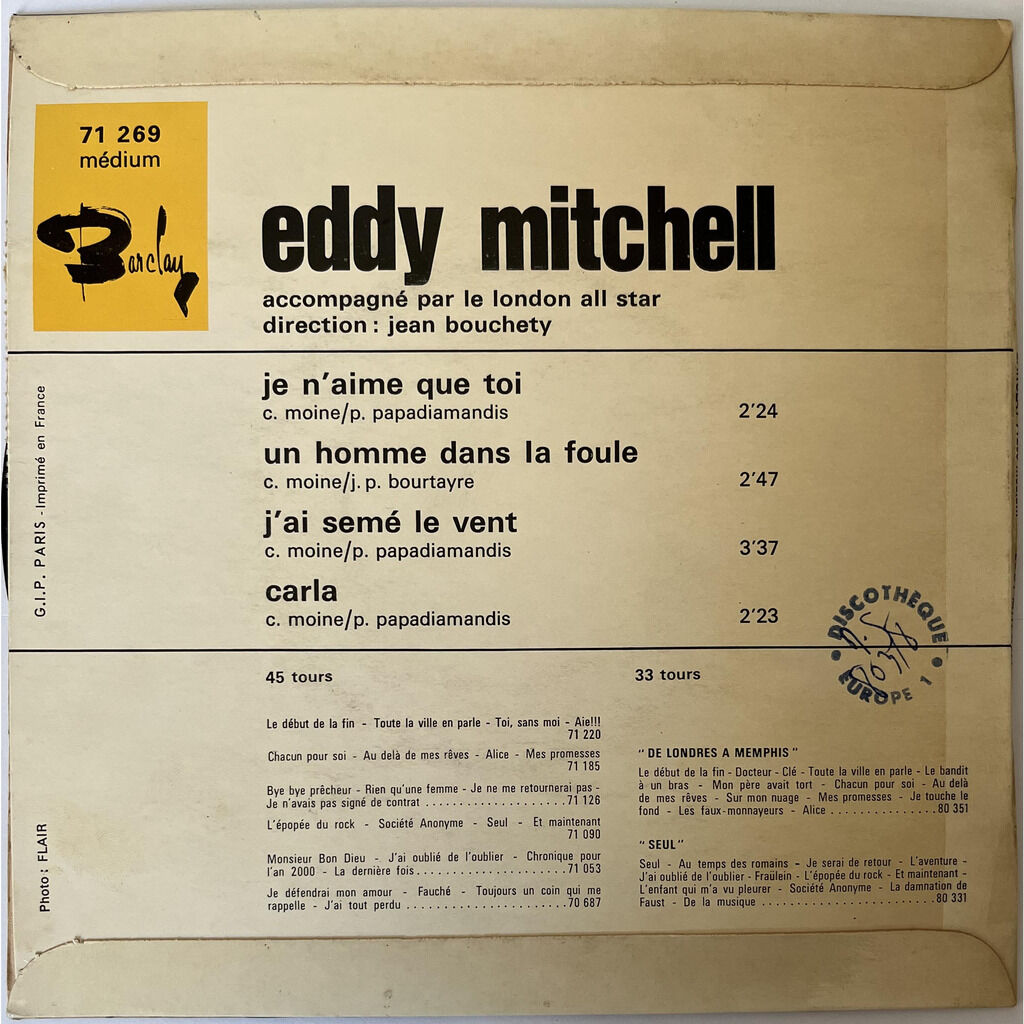 71 269
médium
Barclay
eddy mitchell
accompagné par le london all star
direction : jean bouchety
je n'aime que toi
c. moine/p. papadiamandis 2'24
un homme dans la foule
c. moine/j. p. bourtayre 2'47
j'ai semé le vent
c. moine/p. papadiamandis 3'37
carla
c. moine/p. papadiamandis 2'23
G.I.P. PARIS - Imprimé en France
DISCOTHEQUE
EUROPE 1
45 tours
Le début de la fin - Toute la ville en parle - Toi, sans moi - Aie!!!
71 220
Chacun pour soi - Au delà de mes rêves - Alice - Mes promesses
71 185
Bye bye prêcheur - Rien qu'une femme - Je ne me retournerai pas -
Je n'avais pas signé de contrat .....................71 126
L'épopée du rock - Société Anonyme - Seul - Et maintenant
71 090
Monsieur Bon Dieu - J'ai oublié de l'oublier - Chronique pour
l'an 2000 - La dernière fois......................71 053
Je défendrai mon amour - Fauché - Toujours un coin qui me
rappelle - J'ai tout perdu ........................70 687
33 tours
"DE LONDRES A MEMPHIS"
Le début de la fin - Docteur - Clé - Toute la ville en parle - Le bandit
à un bras - Mon père avait tort - Chacun pour soi - Au delà
de mes rêves - Sur mon nuage - Mes promesses - Je touche le
fond - Les faux-monnayeurs - Alice ...............80 351
"SEUL"
Seul - Au temps des romains - Je serai de retour - L'aventure -
J'ai oublié de l'oublier - Fraülein - L'épopée du rock - Et maintenant -
L'enfant qui m'a vu pleurer - Société Anonyme - La damnation de
Faust - De la musique .........................80 331
Photo : FLAIR